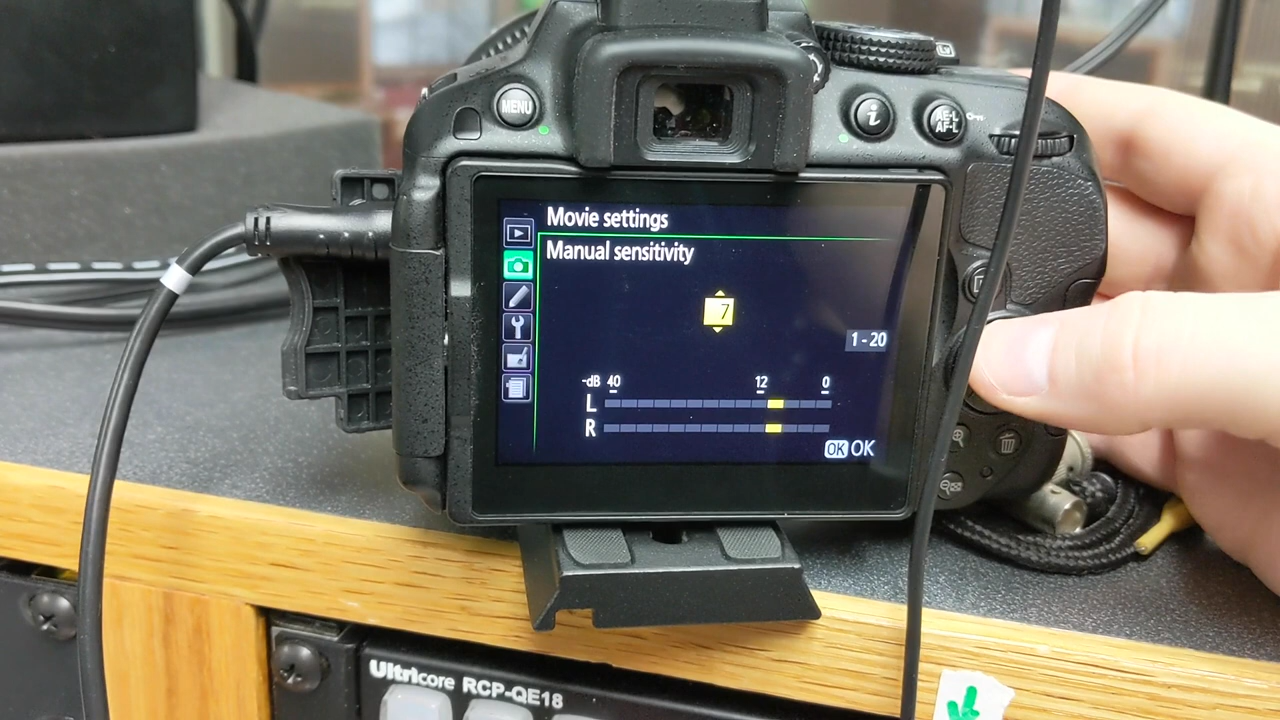 MENU
i
AE-L
AF-L
Lv
Movie settings
Manual sensitivity
7
1 - 20
-dB 40 12 0
L
R
OK OK
Ultricore RCP-QE18